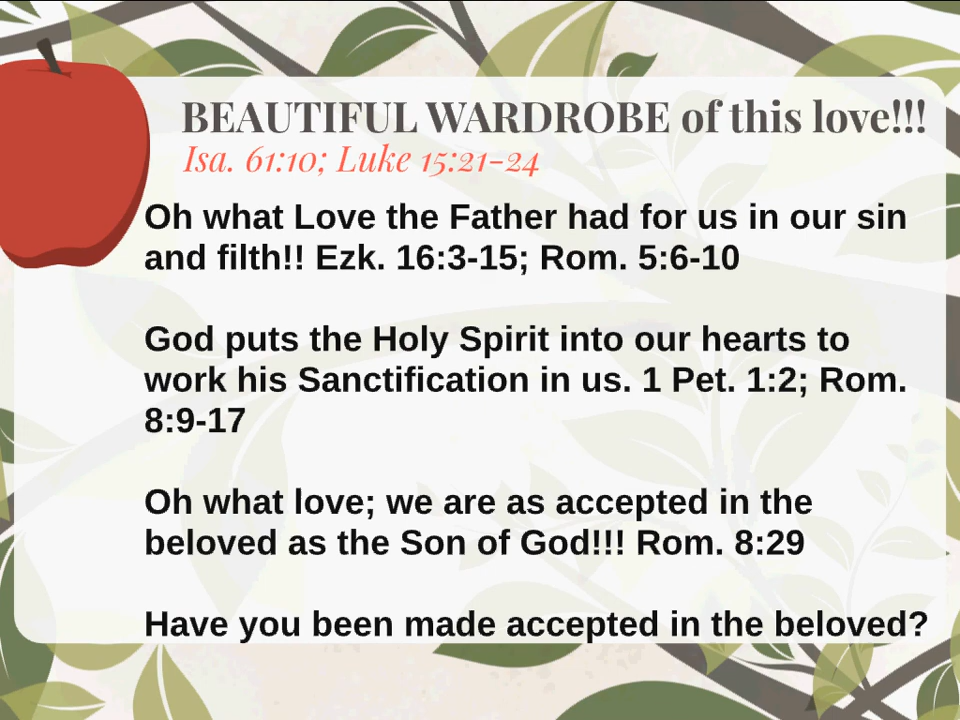 BEAUTIFUL WARDROBE of this love!!!
Isa. 61:10; Luke 15:21-24
Oh what Love the Father had for us in our sin
and filth!! Ezk. 16:3-15; Rom. 5:6-10
God puts the Holy Spirit into our hearts to
work his Sanctification in us. 1 Pet. 1:2; Rom.
8:9-17
Oh what love; we are as accepted in the
beloved as the Son of God!!! Rom. 8:29
Have you been made accepted in the beloved?